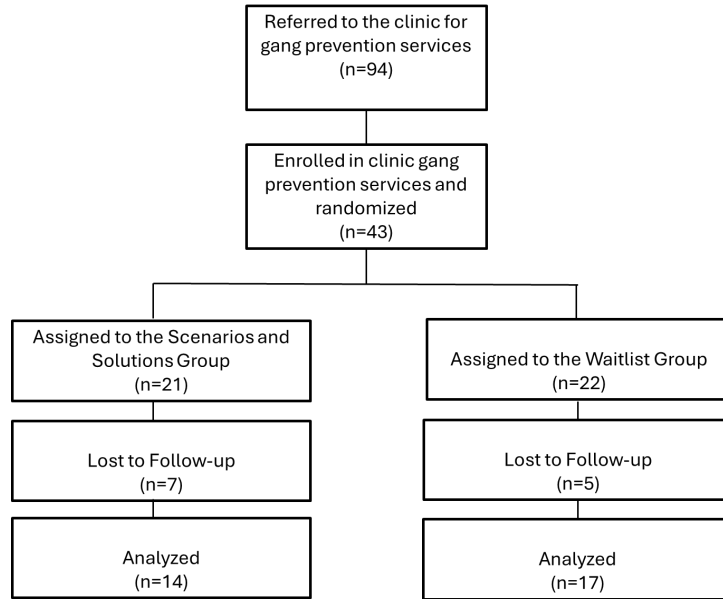 Referred to the clinic for
gang prevention services
(n=94)
Enrolled in clinic gang
prevention services and
randomized
(n=43)
Assigned to the Scenarios and
Solutions Group
(n=21)
Assigned to the Waitlist Group
(n=22)
Lost to Follow-up
(n=7)
Lost to Follow-up
(n=5)
Analyzed
(n=14)
Analyzed
(n=17)